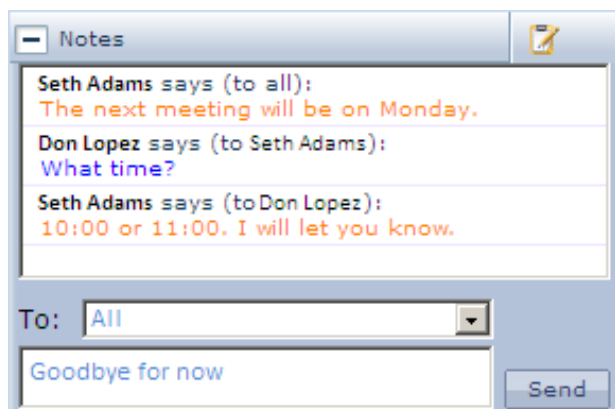 Notes
Seth Adams says (to all):
The next meeting will be on Monday.
Don Lopez says (to Seth Adams):
What time?
Seth Adams says (to Don Lopez):
10:00 or 11:00. I will let you know.
To: All
Goodbye for now
Send